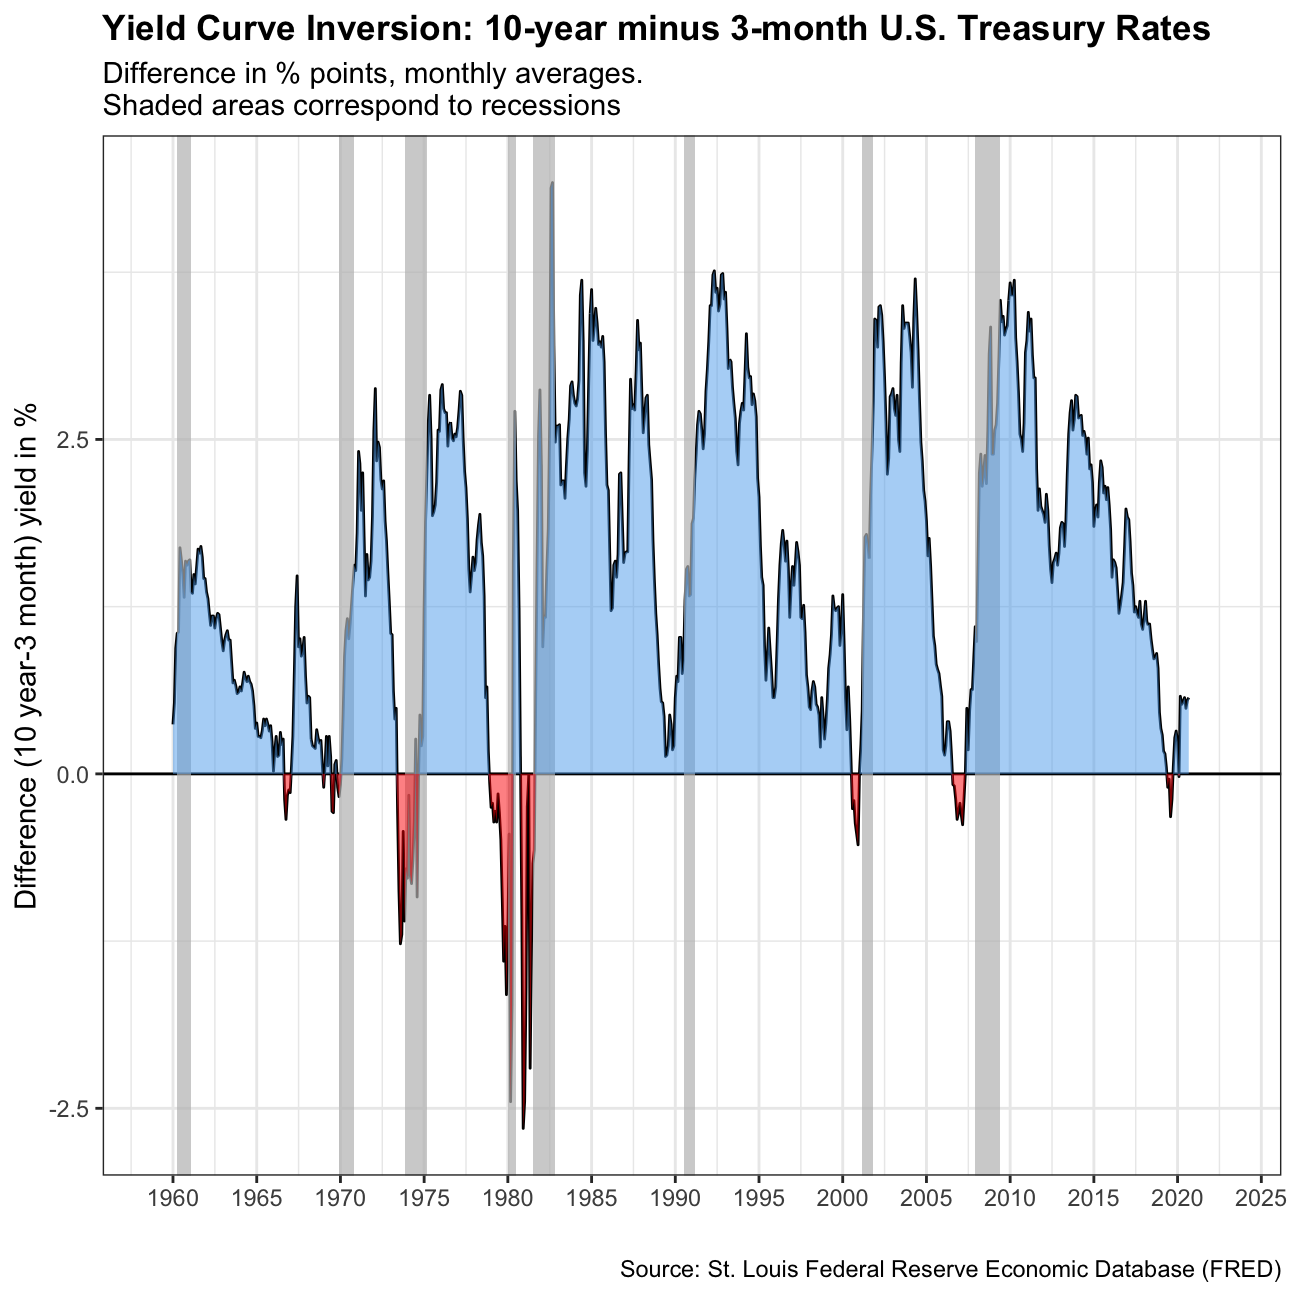 Yield Curve Inversion: 10-year minus 3-month U.S. Treasury Rates
Difference in % points, monthly averages.
Shaded areas correspond to recessions
Difference (10 year-3 month) yield in %
2.5
0.0
-2.5
1960 1965 1970 1975 1980 1985 1990 1995 2000 2005 2010 2015 2020 2025
Source: St. Louis Federal Reserve Economic Database (FRED)